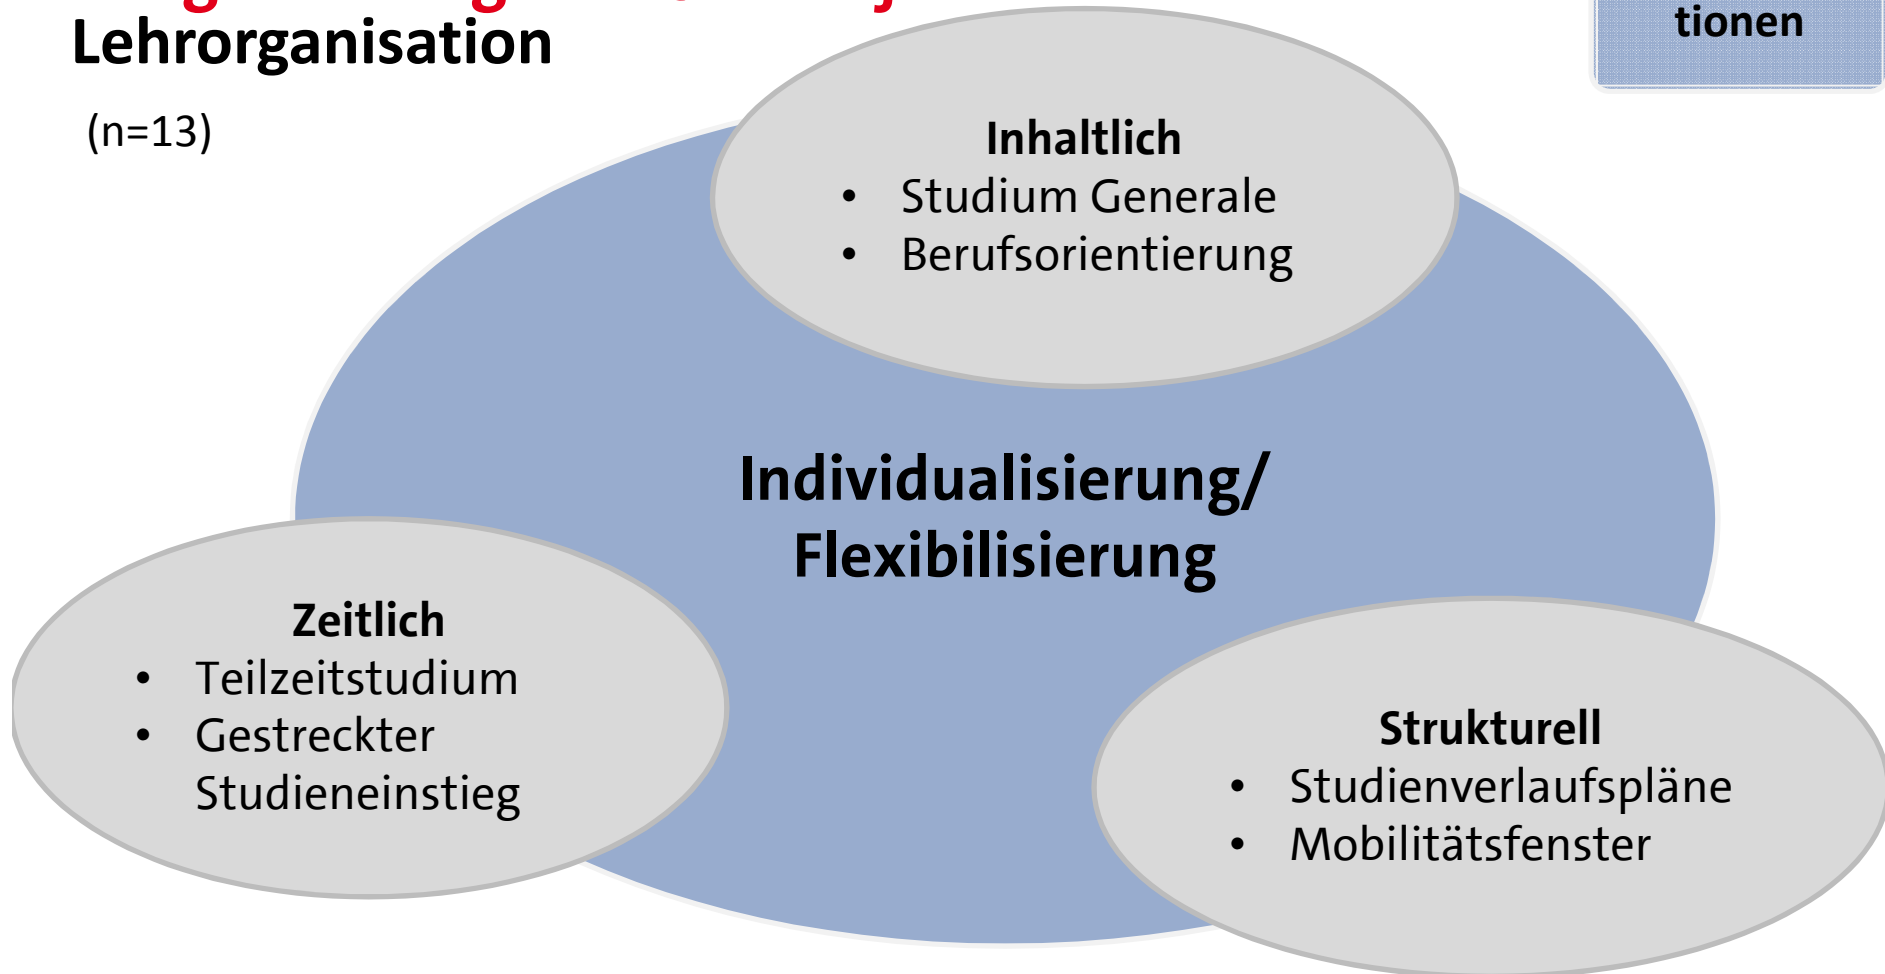 Lehrorganisation
tionen
(n=13)
Inhaltlich
• Studium Generale
• Berufsorientierung
Individualisierung/
Flexibilisierung
Zeitlich
• Teilzeitstudium
• Gestreckter
Studieneinstieg
Strukturell
• Studienverlaufspläne
• Mobilitätsfenster